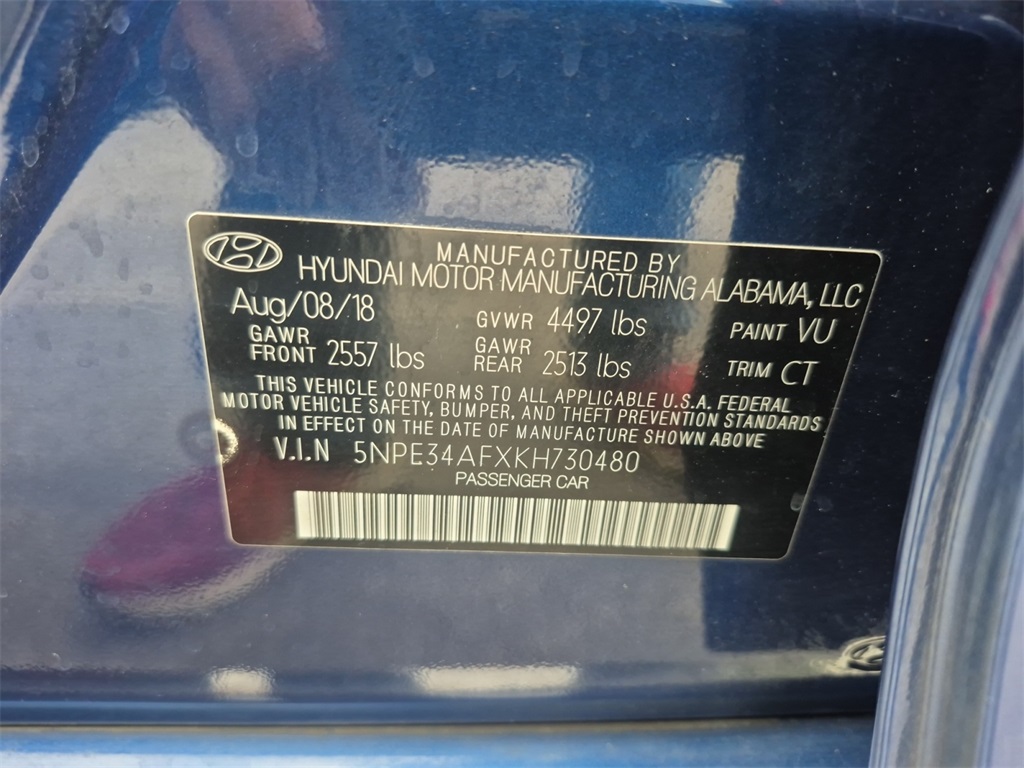 MANUFACTURED BY
HYUNDAI MOTOR MANUFACTURING ALABAMA, LLC
Aug/08/18 GVWR 4497 lbs PAINT VU
GAWR FRONT 2557 lbs GAWR REAR 2513 lbs TRIM CT
THIS VEHICLE CONFORMS TO ALL APPLICABLE U.S.A. FEDERAL
MOTOR VEHICLE SAFETY, BUMPER, AND THEFT PREVENTION STANDARDS
IN EFFECT ON THE DATE OF MANUFACTURE SHOWN ABOVE
V.I.N 5NPE34AFXKH730480
PASSENGER CAR